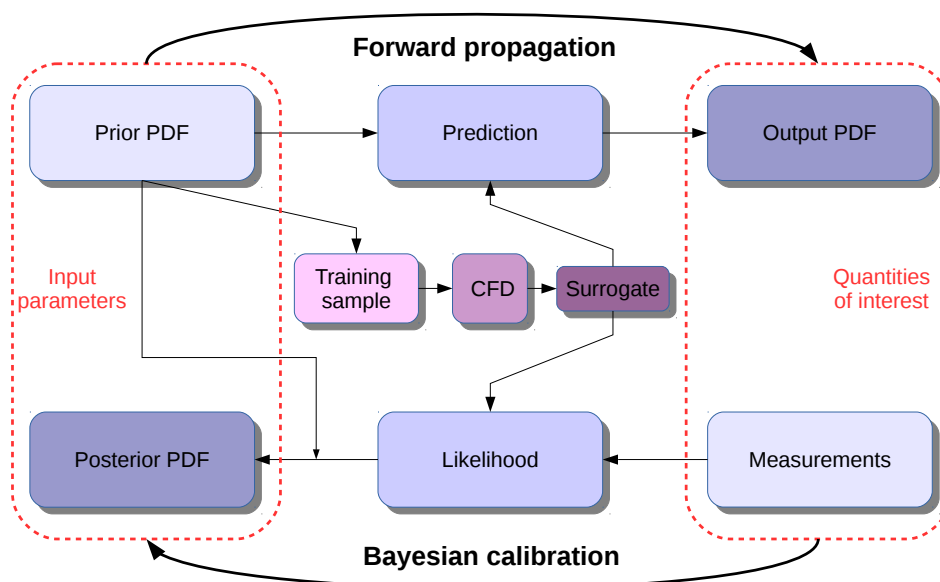 Forward propagation
Prior PDF
Prediction
Output PDF
Input
parameters
Training
sample
CFD
Surrogate
Quantities
of interest
Posterior PDF
Likelihood
Measurements
Bayesian calibration